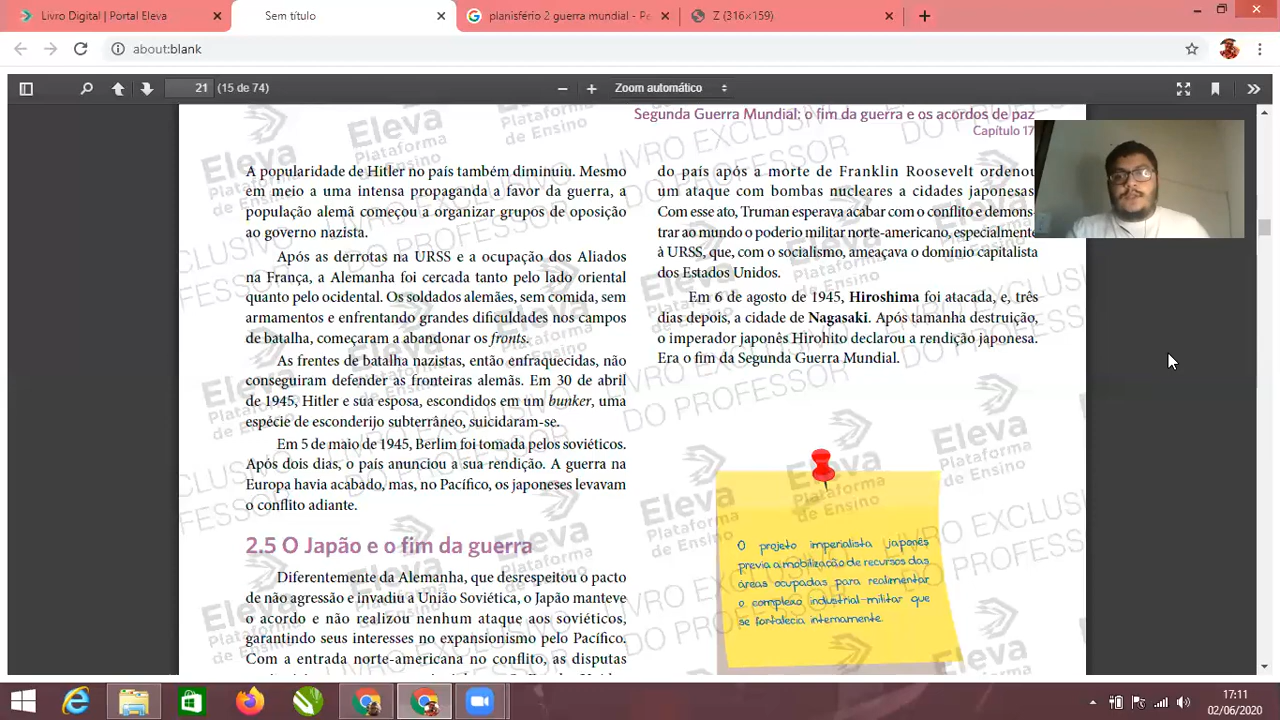 Livro Digital | Portal Eleva
Sem título
planisfério 2 guerra mundial - Pe
Z (316×159)
about:blank
21 (15 de 74)
Zoom automático
Segunda Guerra Mundial: o fim da guerra e os acordos de paz
Capítulo 17
A popularidade de Hitler no país também diminuiu. Mesmo
em meio a uma intensa propaganda a favor da guerra, a
população alemã começou a organizar grupos de oposição
ao governo nazista.
Após as derrotas na URSS e a ocupação dos Aliados
na França, a Alemanha foi cercada tanto pelo lado oriental
quanto pelo ocidental. Os soldados alemães, sem comida, sem
armamentos e enfrentando grandes dificuldades nos campos
de batalha, começaram a abandonar os fronts.
As frentes de batalha nazistas, então enfraquecidas, não
conseguiram defender as fronteiras alemãs. Em 30 de abril
de 1945, Hitler e sua esposa, escondidos em um bunker, uma
espécie de esconderijo subterrâneo, suicidaram-se.
Em 5 de maio de 1945, Berlim foi tomada pelos soviéticos.
Após dois dias, o país anunciou a sua rendição. A guerra na
Europa havia acabado, mas, no Pacífico, os japoneses levavam
o conflito adiante.
2.5 O Japão e o fim da guerra
Diferentemente da Alemanha, que desrespeitou o pacto
de não agressão e invadiu a União Soviética, o Japão manteve
o acordo e não realizou nenhum ataque aos soviéticos,
garantindo seus interesses no expansionismo pelo Pacífico.
Com a entrada norte-americana no conflito, as disputas
do país após a morte de Franklin Roosevelt ordenou
um ataque com bombas nucleares a cidades japonesas
Com esse ato, Truman esperava acabar com o conflito e demons-
trar ao mundo o poderio militar norte-americano, especialmente
à URSS, que, com o socialismo, ameaçava o domínio capitalista
dos Estados Unidos.
Em 6 de agosto de 1945, Hiroshima foi atacada, e, três
dias depois, a cidade de Nagasaki. Após tamanha destruição,
o imperador japonês Hirohito declarou a rendição japonesa.
Era o fim da Segunda Guerra Mundial.
O projeto imperialista japonês
previa a mobilização de recursos das
áreas ocupadas para realimentar
o complexo industrial-militar que
se fortalecia internamente.
Eleva
Plataforma
de Ensino
LIVRO EXCLUSIVO
DO PROFESSOR
17:11
02/06/2020